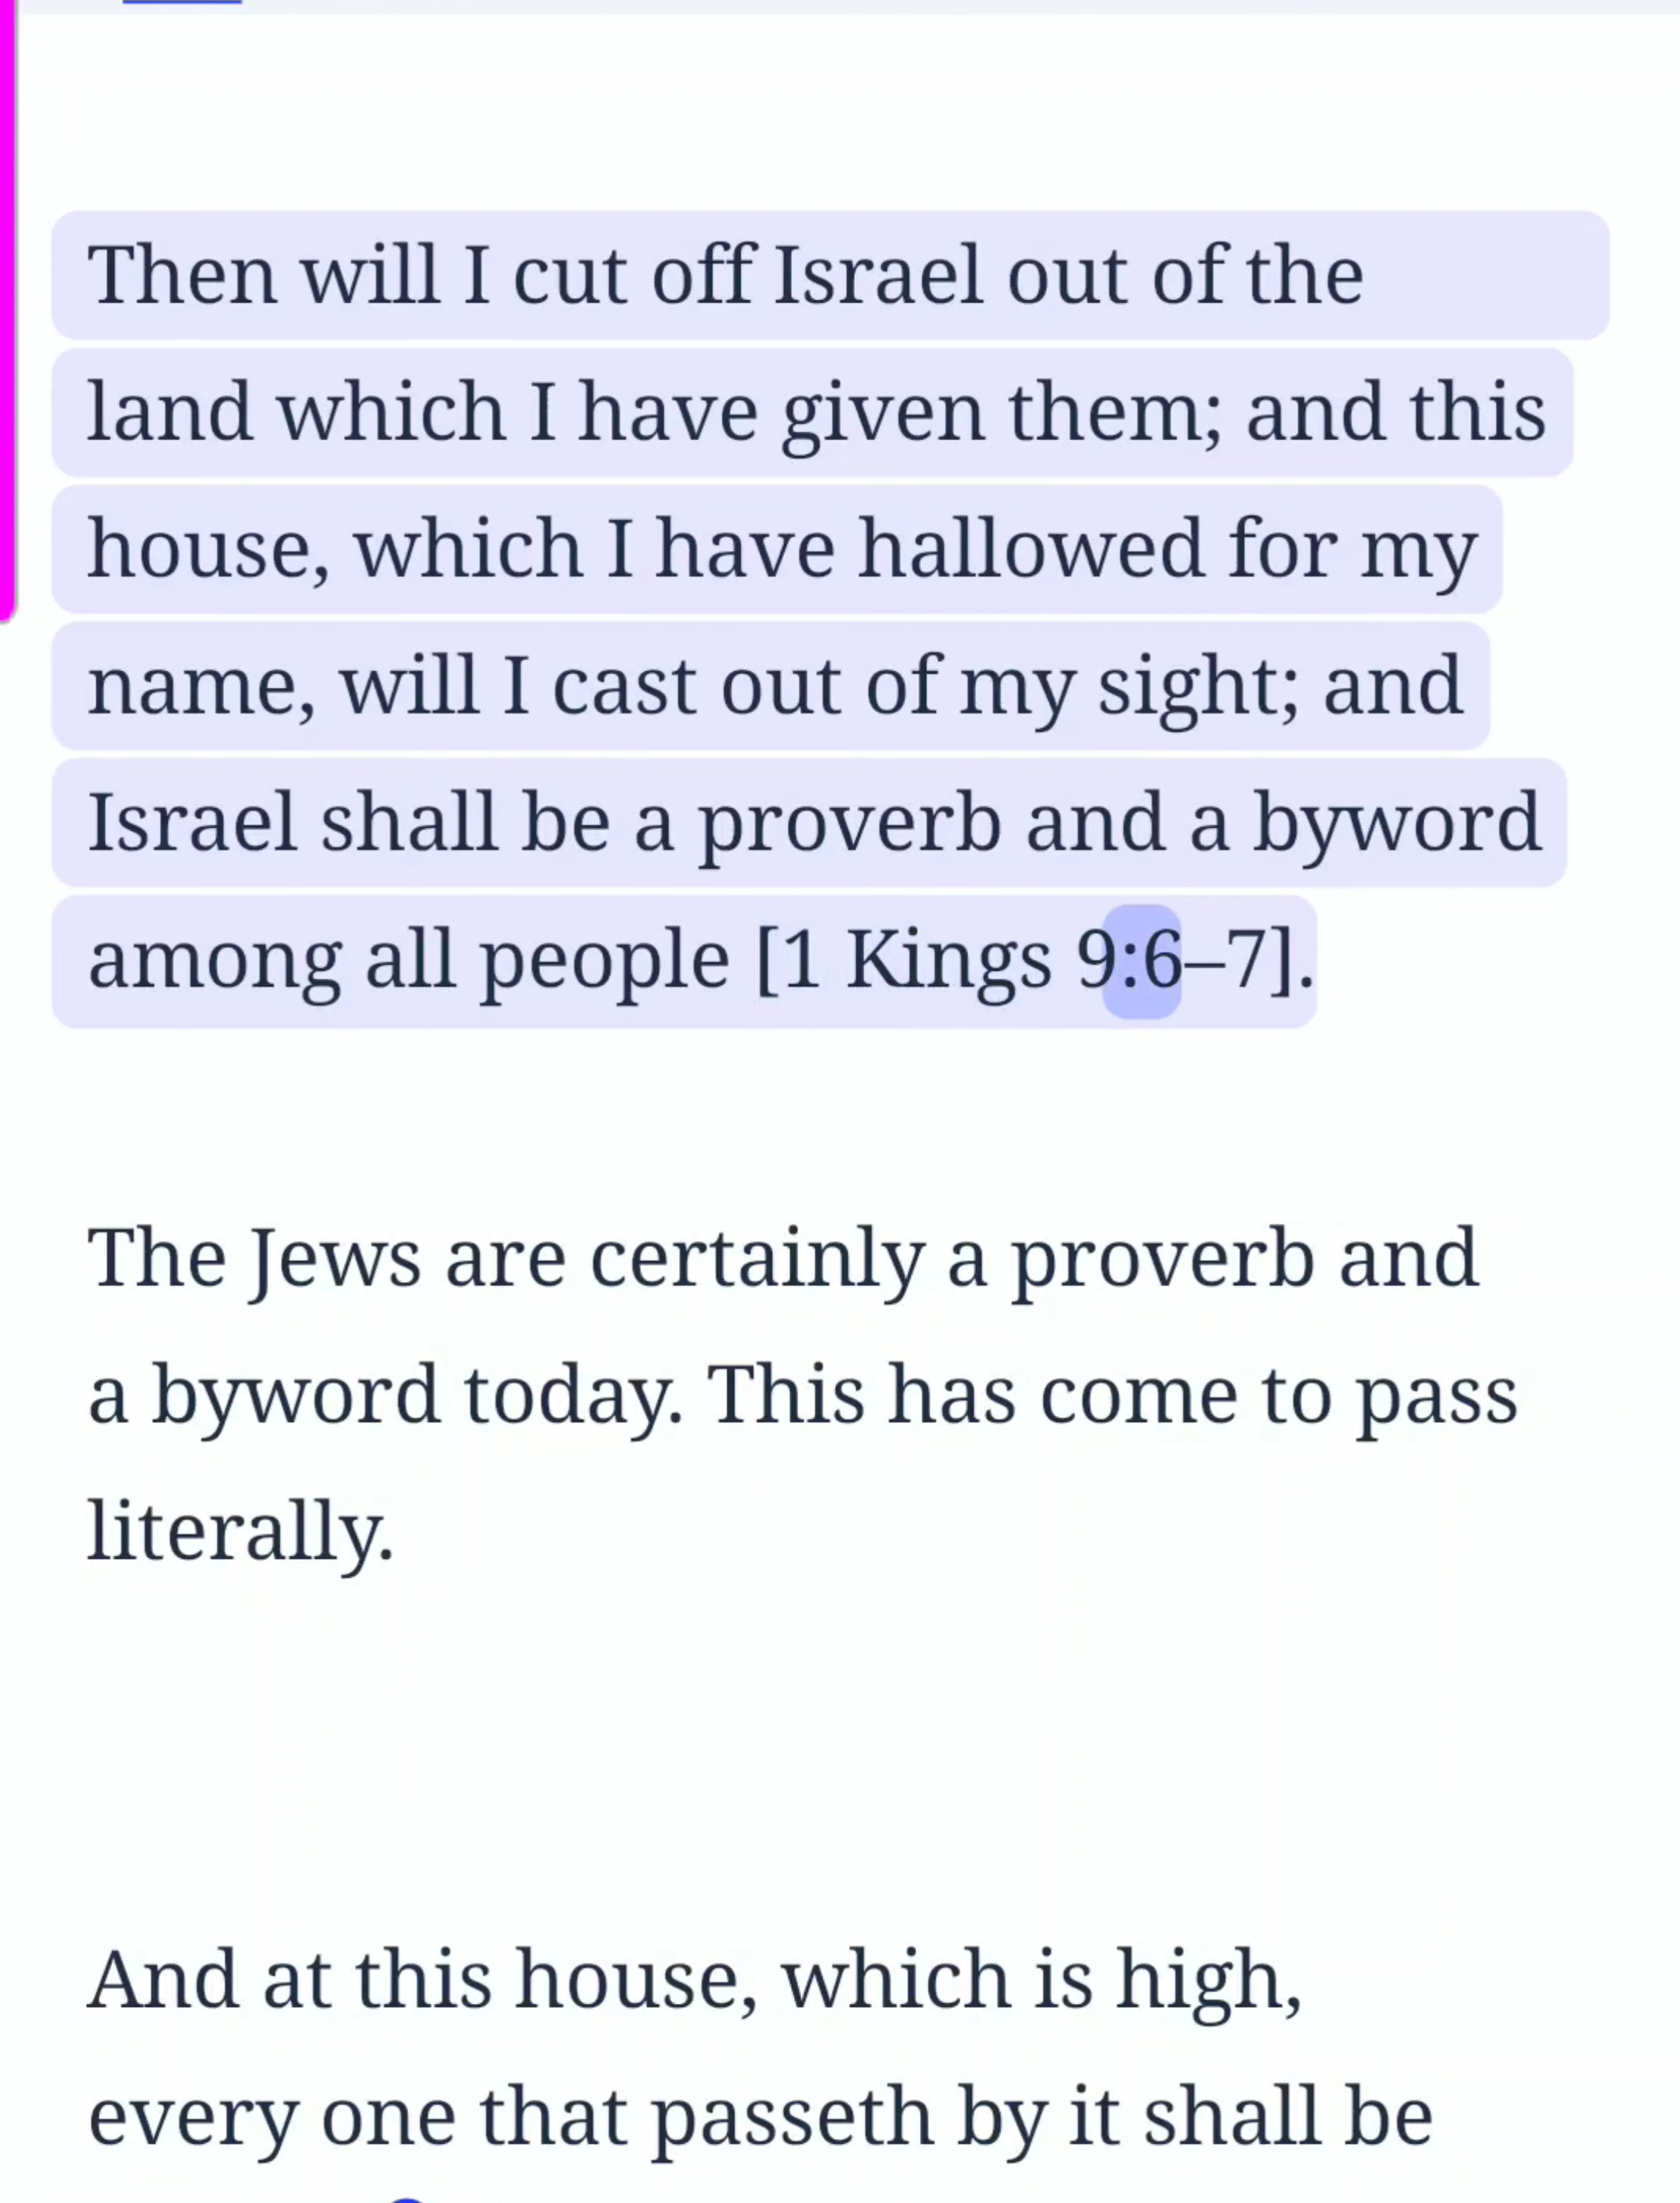 Then will I cut off Israel out of the
land which I have given them; and this
house, which I have hallowed for my
name, will I cast out of my sight; and
Israel shall be a proverb and a byword
among all people [1 Kings 9:6–7].
The Jews are certainly a proverb and
a byword today. This has come to pass
literally.
And at this house, which is high,
every one that passeth by it shall be